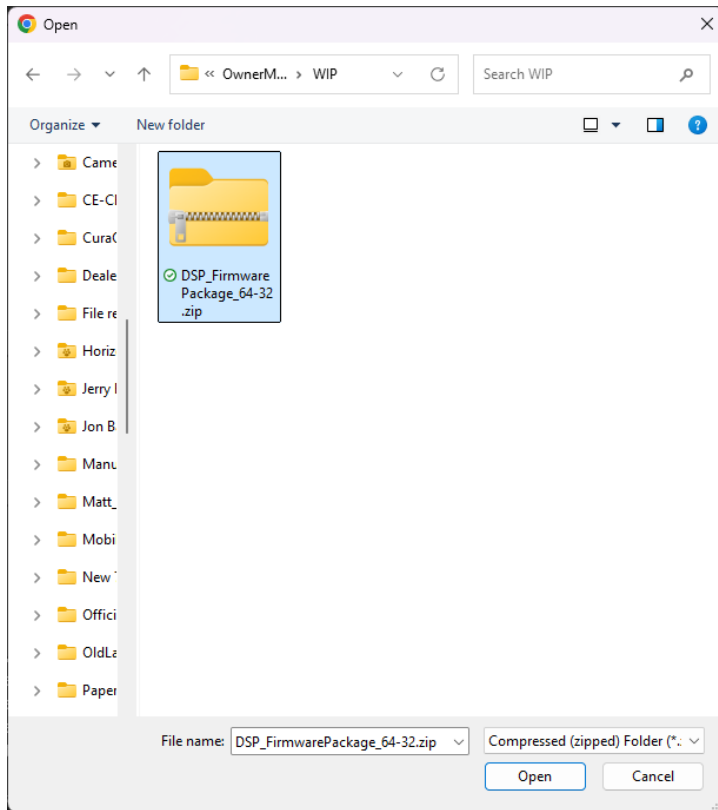 Open
« OwnerM... › WIP
Search WIP
Organize
New folder
Came
CE-Cl
Cura
Deale
File re
Horiz
Jerry
Jon B
Manu
Matt_
Mobi
New
Offici
OldLa
Paper
DSP_Firmware
Package_64-32
.zip
File name: DSP_FirmwarePackage_64-32.zip
Compressed (zipped) Folder (*.
Open
Cancel